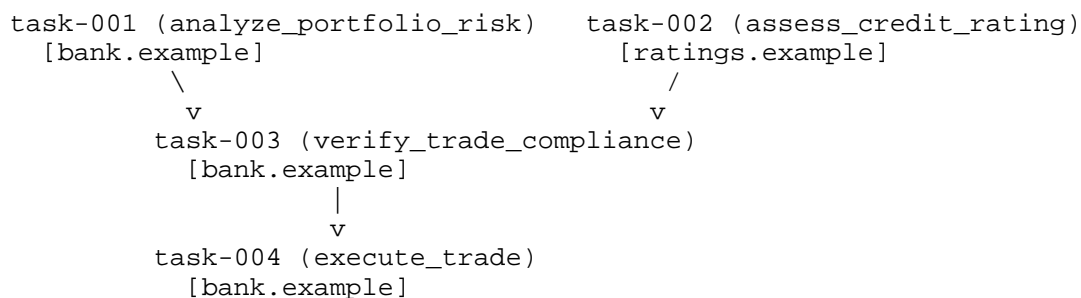 task-001 (analyze_portfolio_risk)    task-002 (assess_credit_rating)
[bank.example]    [ratings.example]
\    /
v    v
task-003 (verify_trade_compliance)
[bank.example]
|
v
task-004 (execute_trade)
[bank.example]